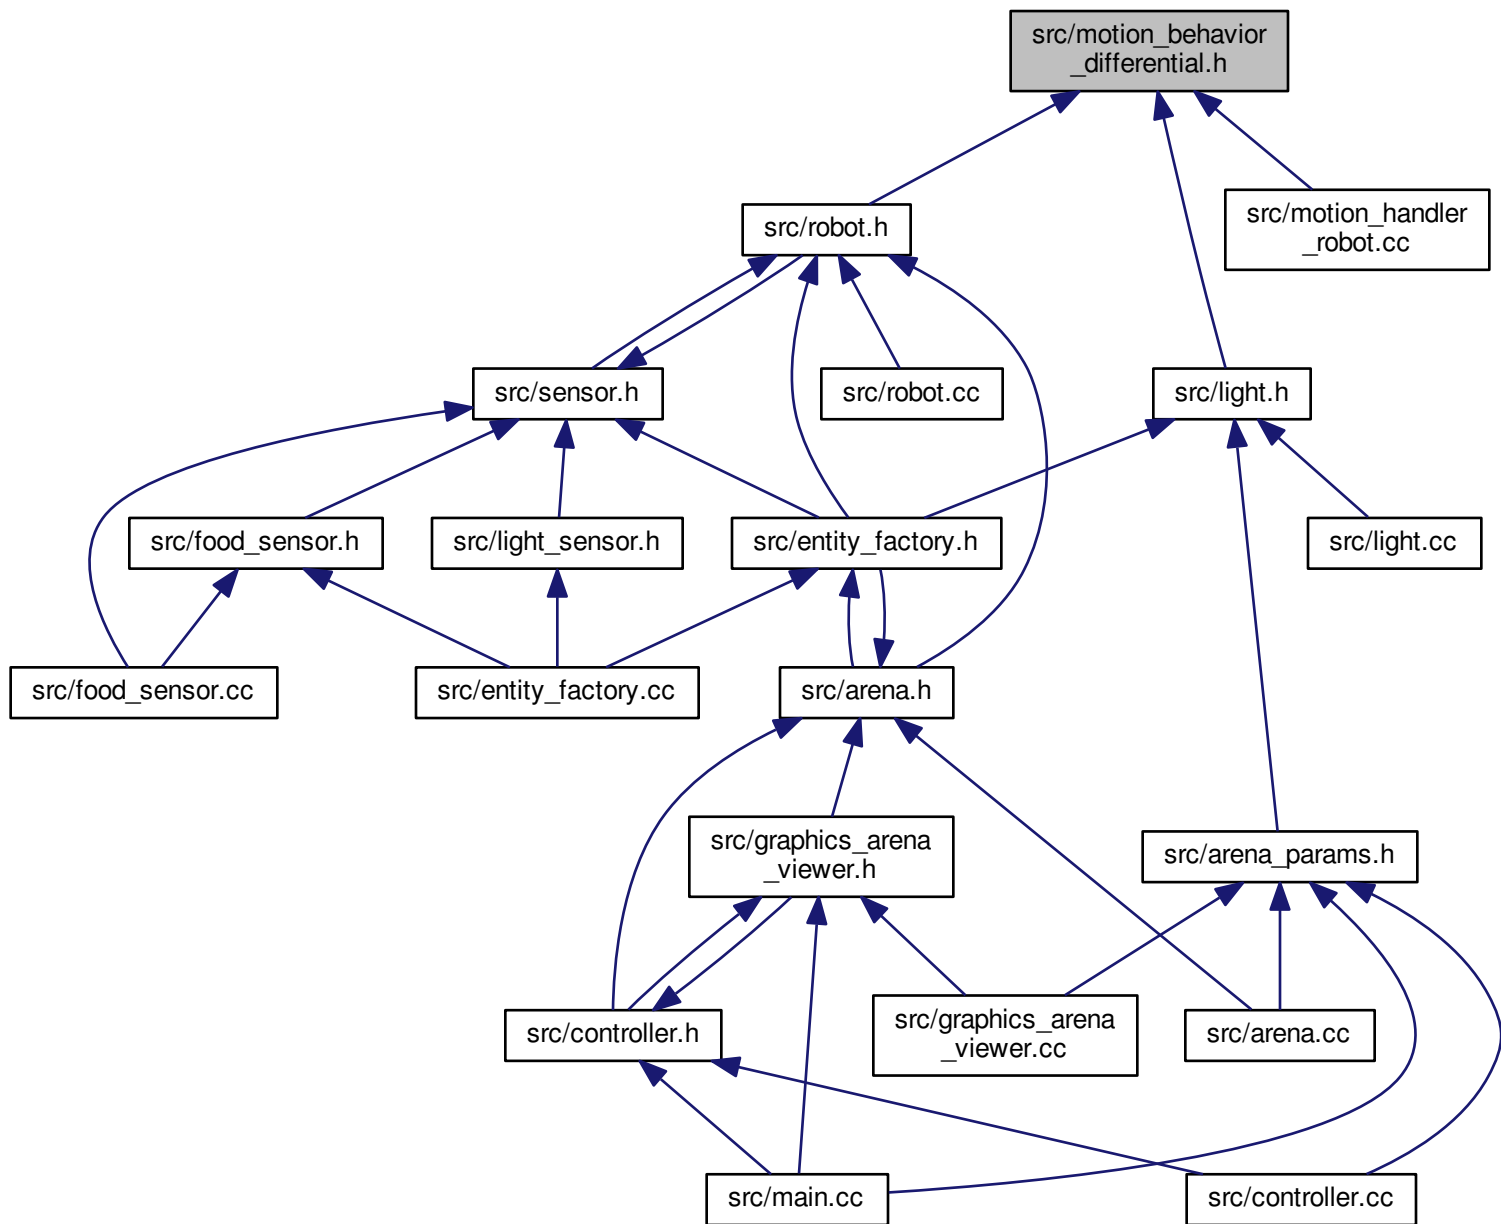 src/motion_behavior
_differential.h
src/robot.h
src/motion_handler
_robot.cc
src/sensor.h
src/robot.cc
src/light.h
src/food_sensor.h
src/light_sensor.h
src/entity_factory.h
src/light.cc
src/food_sensor.cc
src/entity_factory.cc
src/arena.h
src/graphics_arena
_viewer.h
src/arena_params.h
src/controller.h
src/graphics_arena
_viewer.cc
src/arena.cc
src/main.cc
src/controller.cc